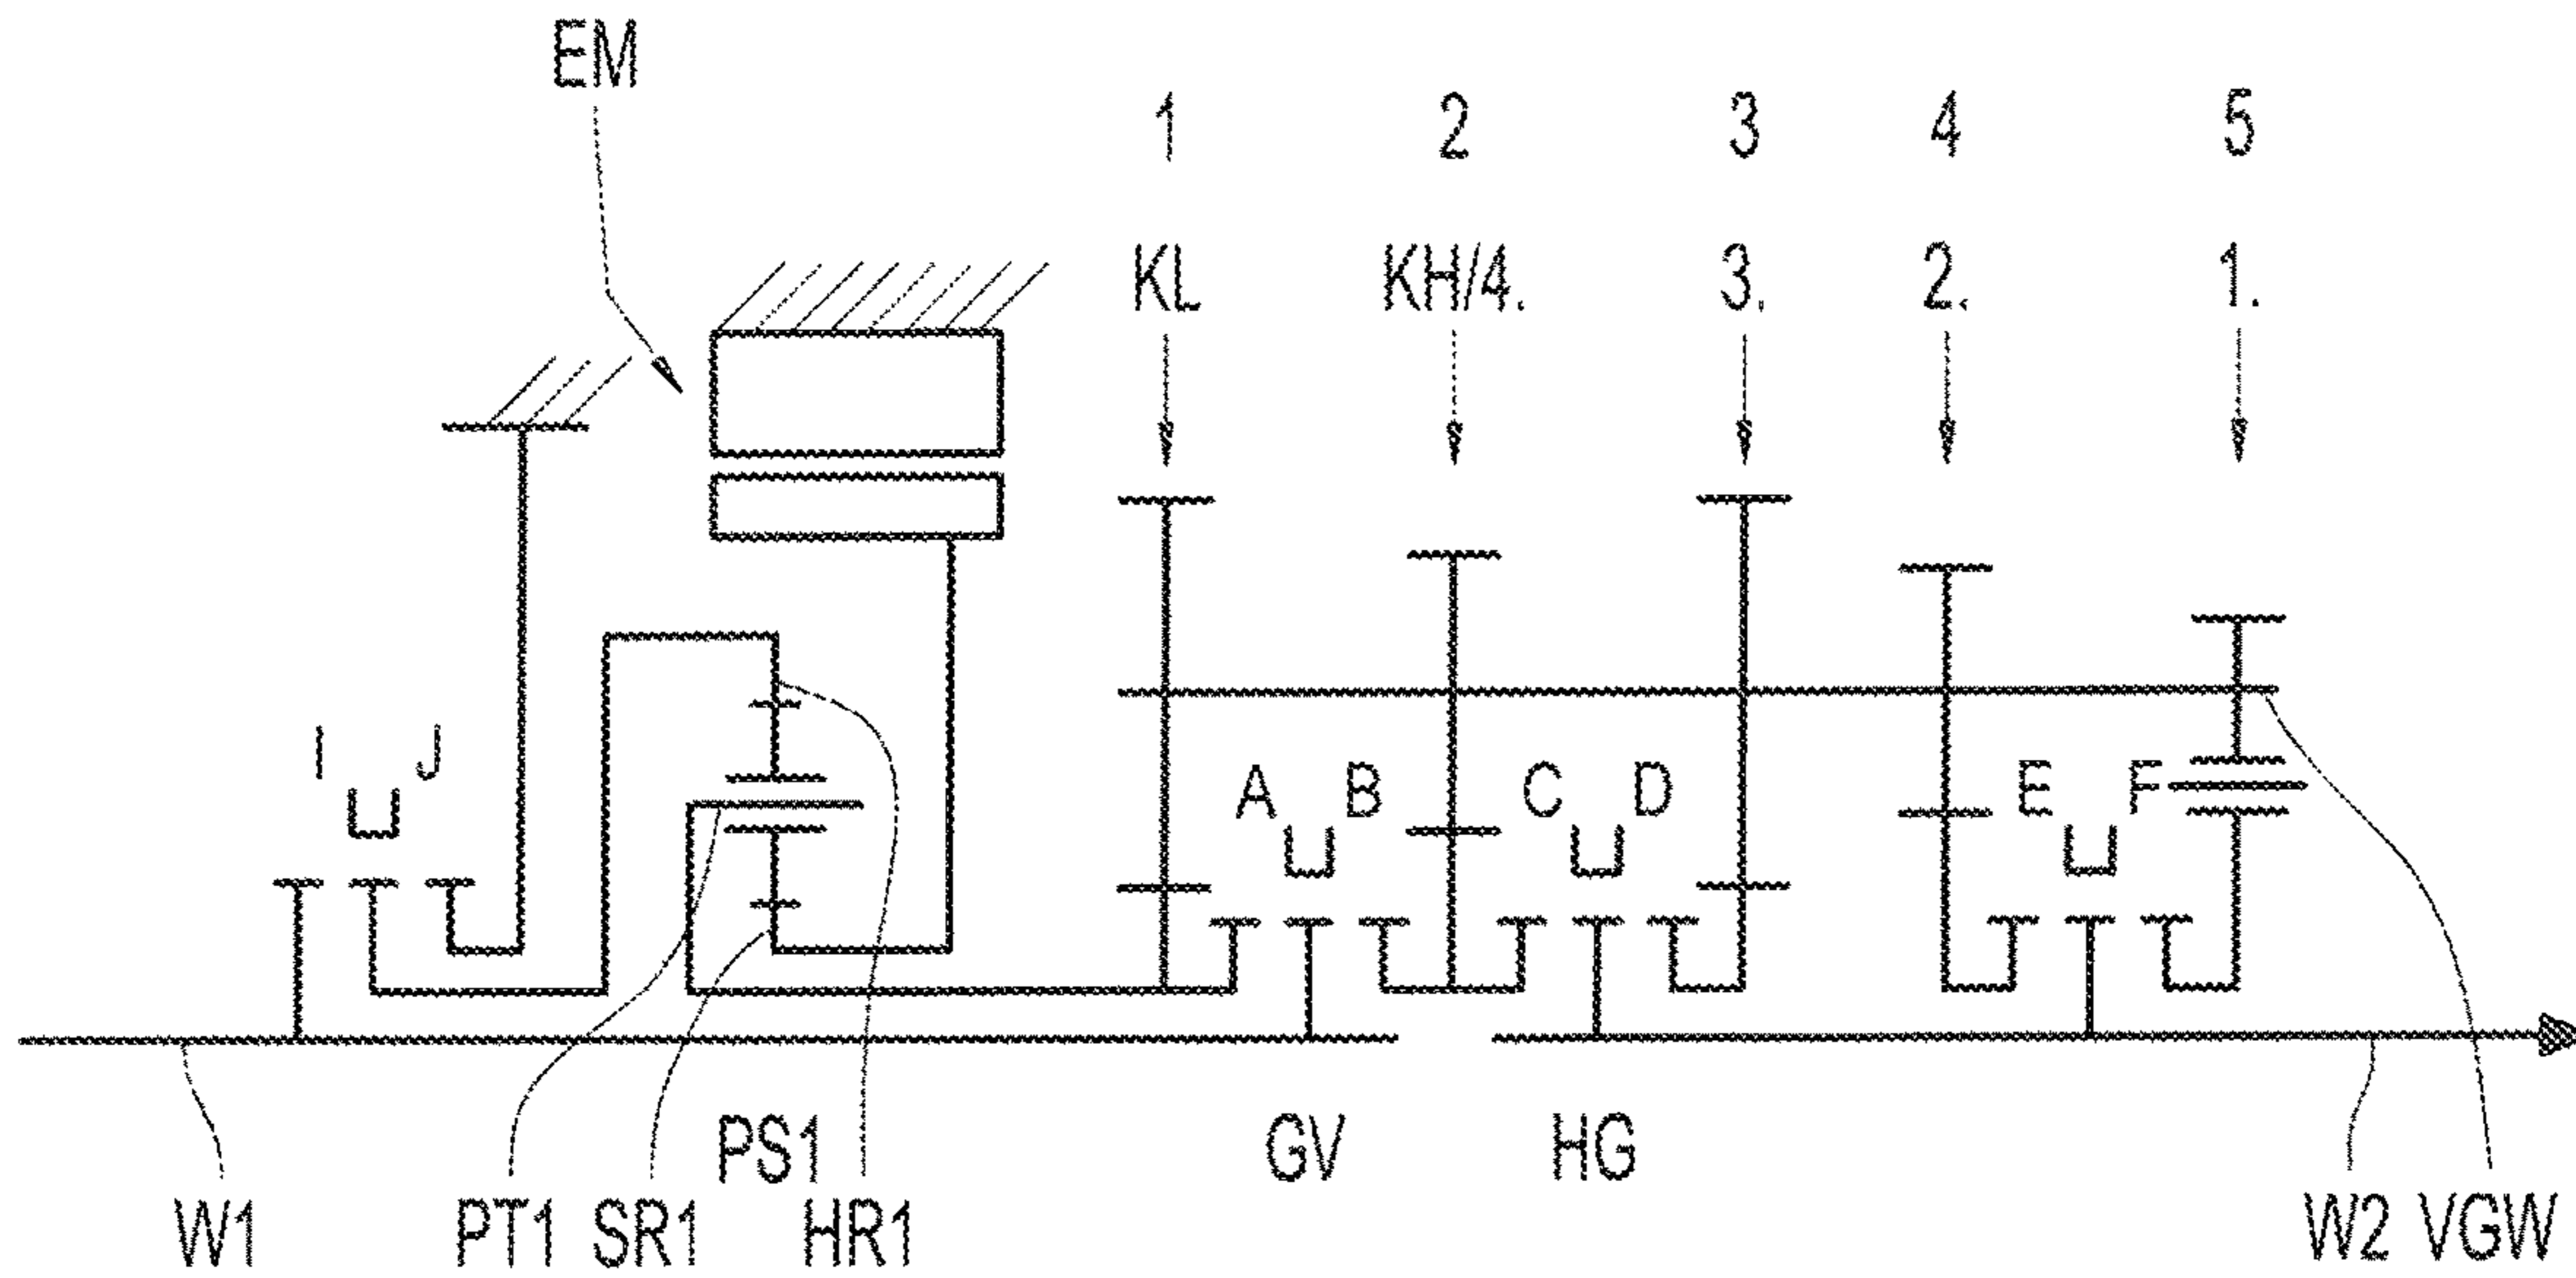 EM
1 2 3 4 5
KL KH/4. 3. 2. 1.
I J
A B C D E F
PS1 GV HG
W1 PT1 SR1 HR1 W2 VGW